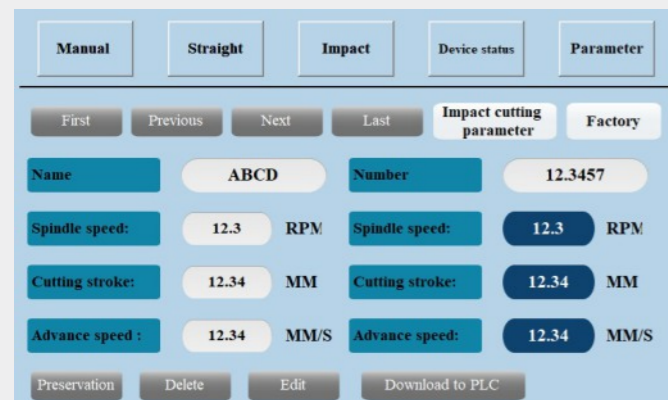 Manual Straight Impact Device status Parameter
First Previous Next Last Impact cutting parameter Factory
Name ABCD Number 12.3457
Spindle speed: 12.3 RPM Spindle speed: 12.3 RPM
Cutting stroke: 12.34 MM Cutting stroke: 12.34 MM
Advance speed : 12.34 MM/S Advance speed: 12.34 MM/S
Preservation Delete Edit Download to PLC